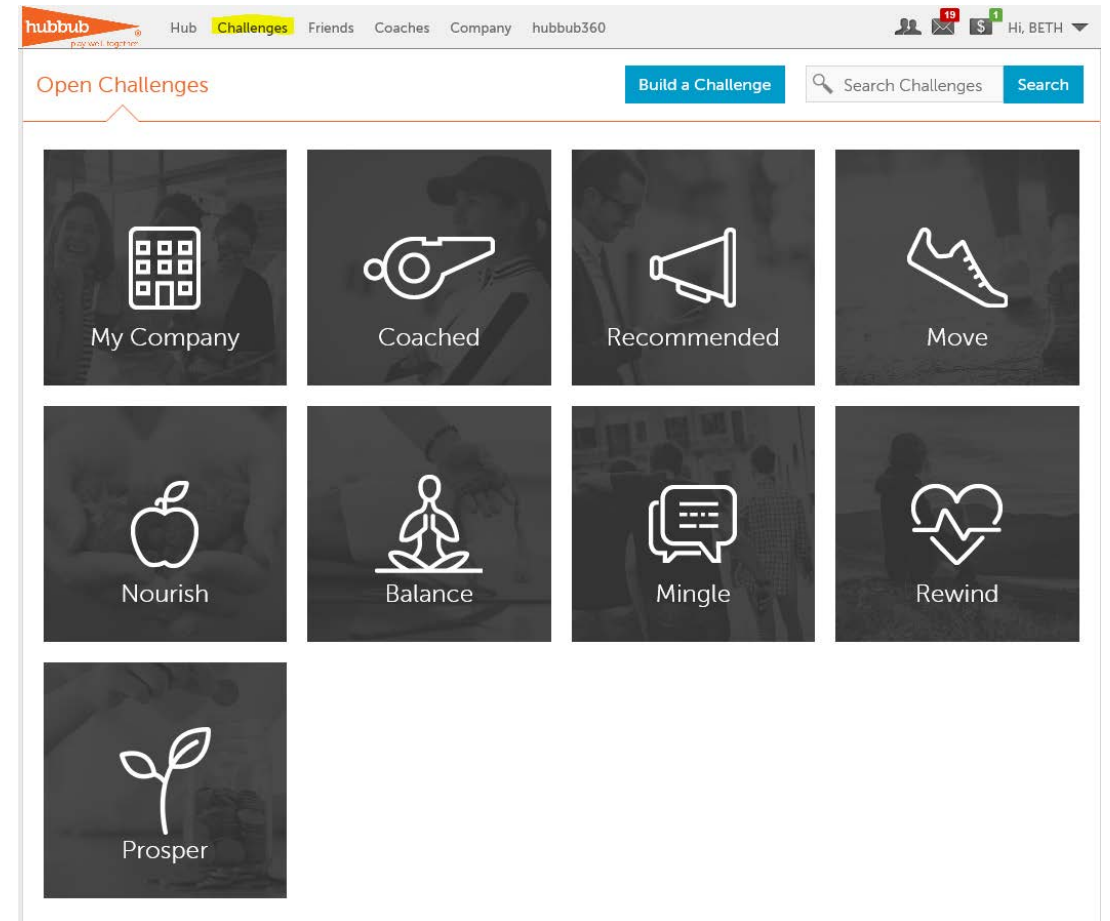 hubbub
play well. together.
Hub Challenges Friends Coaches Company hubbub360
19 $ 1 Hi, BETH
Open Challenges
Build a Challenge
Search Challenges
Search
My Company
Coached
Recommended
Move
Nourish
Balance
Mingle
Rewind
Prosper